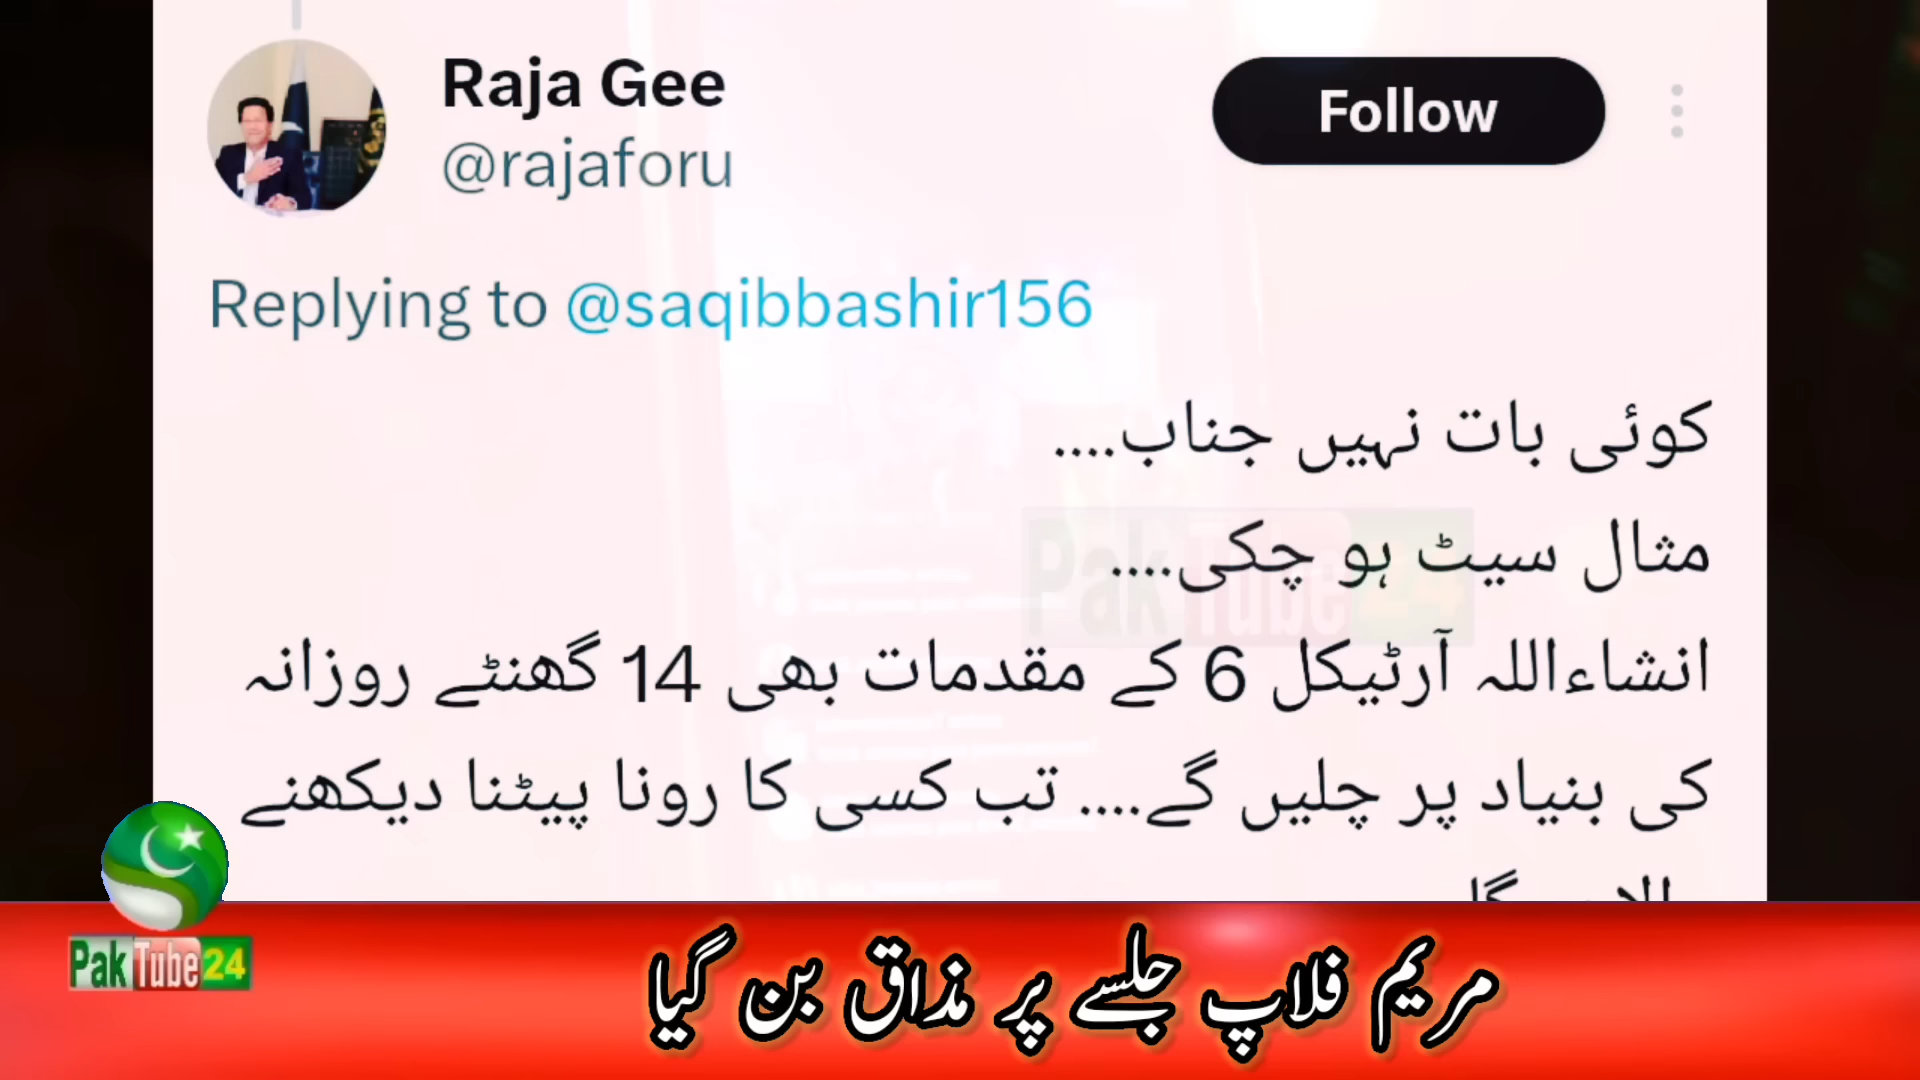 Raja Gee
Follow
@rajaforu
Replying to @saqibbashir156
کوئی بات نہیں جناب....
مثال سیٹ ہو چکی....
انشاءاللہ آرٹیکل 6 کے مقدمات بھی 14 گھنٹے روزانہ
کی بنیاد پر چلیں گے.... تب کسی کا رونا پیٹنا دیکھنے
PakTube24
PakTube24
مریم فلاپ جلسے پر مذاق بن گیا